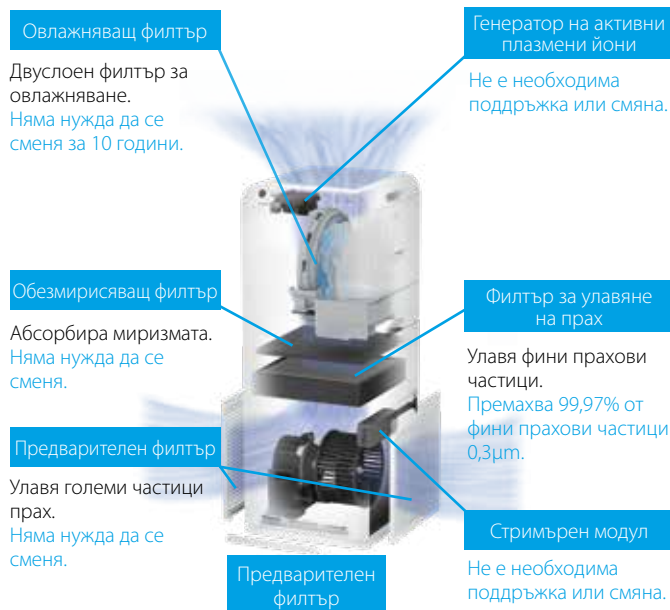 Овлажняващ филтър
Двуслоен филтър за
овлажняване.
Няма нужда да се
сменя за 10 години.
Генератор на активни
плазмени йони
Не е необходима
поддръжка или смяна.
Обезмирисяващ филтър
Абсорбира миризмата.
Няма нужда да се
сменя.
Филтър за улавяне
на прах
Улавя фини прахови
частици.
Премахва 99,97% от
фини прахови частици
0,3µm.
Предварителен филтър
Улавя големи частици
прах.
Няма нужда да се
сменя.
Предварителен
филтър
Стримърен модул
Не е необходима
поддръжка или смяна.